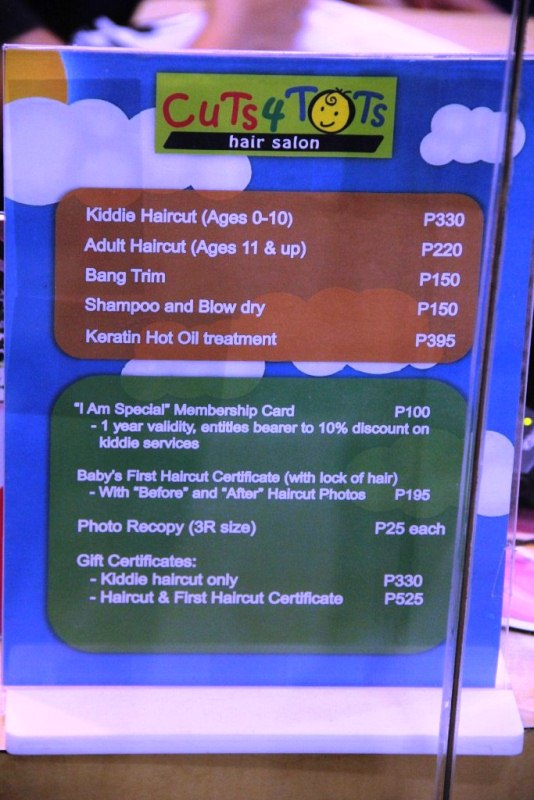 CuTs4TOTs
hair salon
Kiddie Haircut (Ages 0-10) P330
Adult Haircut (Ages 11 & up) P220
Bang Trim P150
Shampoo and Blow dry P150
Keratin Hot Oil treatment P395
"I Am Special" Membership Card P100
- 1 year validity, entitles bearer to 10% discount on
kiddie services
Baby's First Haircut Certificate (with lock of hair)
- With "Before" and "After" Haircut Photos P195
Photo Recopy (3R size) P25 each
Gift Certificates:
- Kiddie haircut only P330
- Haircut & First Haircut Certificate P525